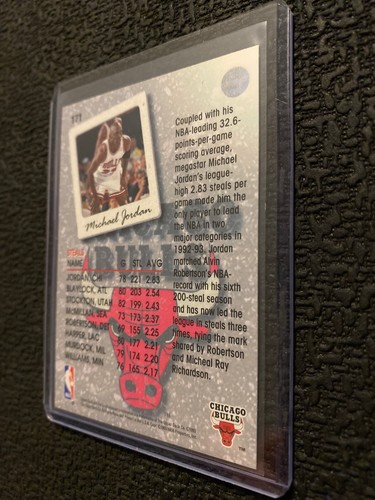 171
Michael Jordan
Coupled with his
NBA-leading 32.6-
points-per-game
scoring average,
megastar Michael
Jordan's league-
high 2.83 steals per
game made him the
only player to lead
the NBA in two
major categories in
1992-93. Jordan
matched Alvin
Robertson's NBA-
record with his sixth
200-steal season
and has now led the
league in steals three
times, tying the mark
shared by Robertson
and Micheal Ray
Richardson.
STEALS
NAME G STL AVG
JORDAN, CHI 78 221 2.83
BLAYLOCK, ATL 80 203 2.54
STOCKTON, UTAH 82 199 2.43
McMILLAN, SEA 73 173 2.37
ROBERTSON, DET 69 155 2.25
HARPER, LAC 80 177 2.21
MURDOCK, MIL 79 174 2.20
WILLIAMS, MIN 76 165 2.17
CHICAGO
BULLS
CHICAGO
BULLS